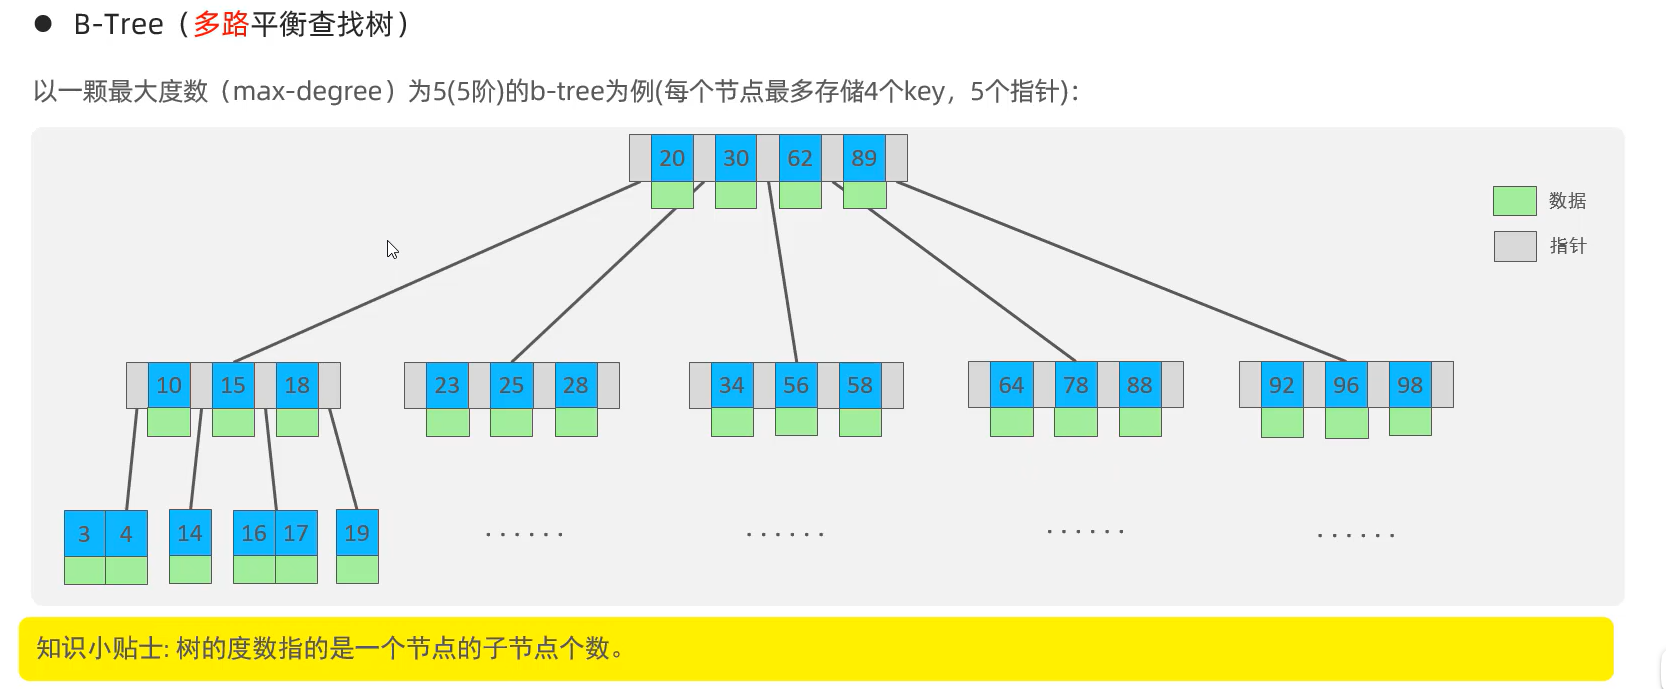 ● B-Tree（多路平衡查找树）
以一颗最大度数（max-degree）为5(5阶)的b-tree为例(每个节点最多存储4个key，5个指针)：
20 30 62 89
数据
指针
10 15 18 23 25 28 34 56 58 64 78 88 92 96 98
3 4 14 16 17 19 ······ ······ ······ ······
知识小贴士: 树的度数指的是一个节点的子节点个数。